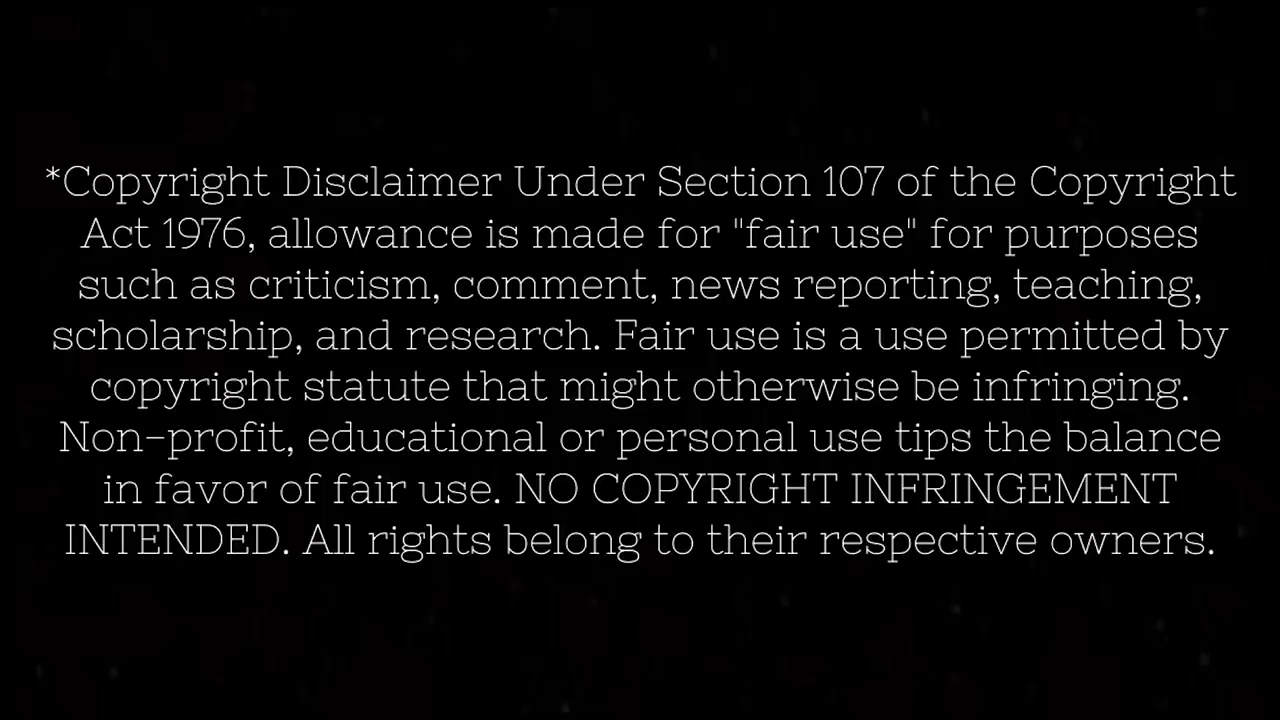 *Copyright Disclaimer Under Section 107 of the Copyright
Act 1976, allowance is made for "fair use" for purposes
such as criticism, comment, news reporting, teaching,
scholarship, and research. Fair use is a use permitted by
copyright statute that might otherwise be infringing.
Non-profit, educational or personal use tips the balance
in favor of fair use. NO COPYRIGHT INFRINGEMENT
INTENDED. All rights belong to their respective owners.